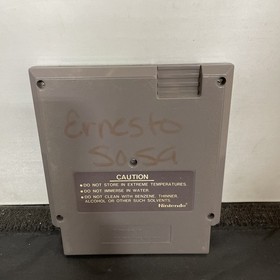 Ernesto
Sosa
CAUTION
•DO NOT STORE IN EXTREME TEMPERATURES.
•DO NOT IMMERSE IN WATER.
•DO NOT CLEAN WITH BENZENE, THINNER,
ALCOHOL OR OTHER SUCH SOLVENTS.
Nintendo